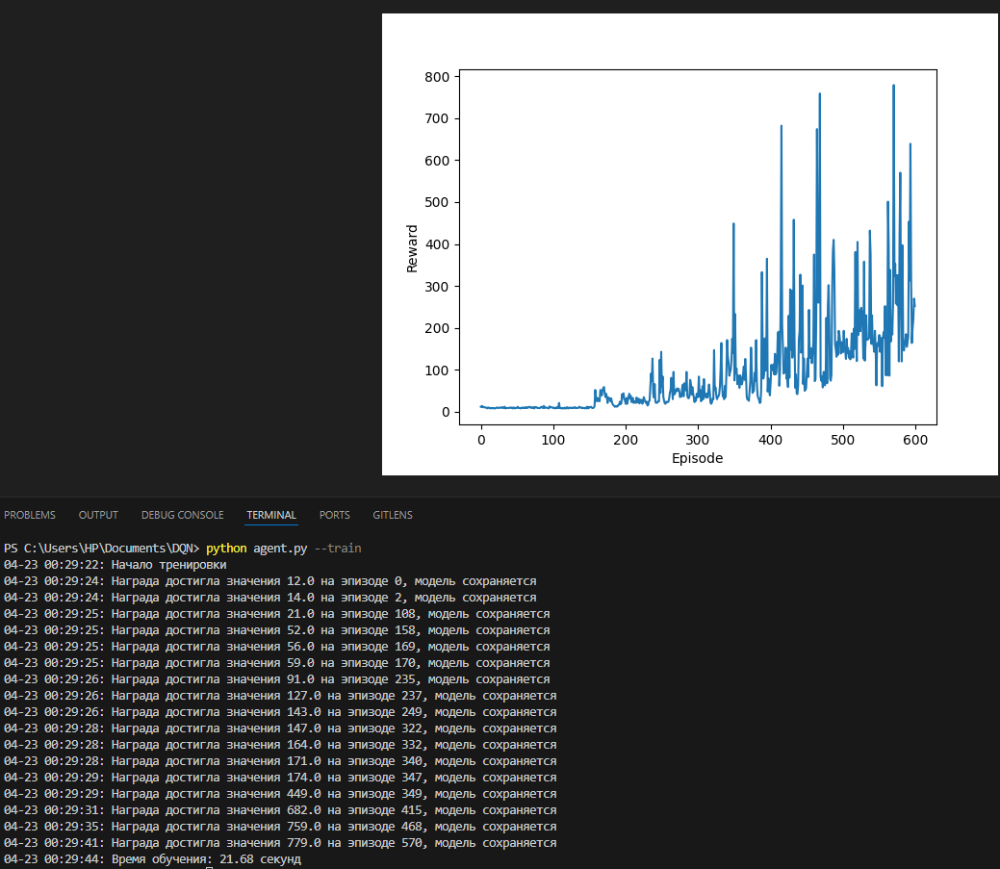 800
700
600
500
400
300
200
100
0
Reward
0 100 200 300 400 500 600
Episode
PROBLEMS OUTPUT DEBUG CONSOLE TERMINAL PORTS GITLENS
PS C:\Users\HP\Documents\DQN> python agent.py --train
04-23 00:29:22: Начало тренировки
04-23 00:29:24: Награда достигла значения 12.0 на эпизоде 0, модель сохраняется
04-23 00:29:24: Награда достигла значения 14.0 на эпизоде 2, модель сохраняется
04-23 00:29:25: Награда достигла значения 21.0 на эпизоде 108, модель сохраняется
04-23 00:29:25: Награда достигла значения 52.0 на эпизоде 158, модель сохраняется
04-23 00:29:25: Награда достигла значения 56.0 на эпизоде 169, модель сохраняется
04-23 00:29:25: Награда достигла значения 59.0 на эпизоде 170, модель сохраняется
04-23 00:29:26: Награда достигла значения 91.0 на эпизоде 235, модель сохраняется
04-23 00:29:26: Награда достигла значения 127.0 на эпизоде 237, модель сохраняется
04-23 00:29:26: Награда достигла значения 143.0 на эпизоде 249, модель сохраняется
04-23 00:29:28: Награда достигла значения 147.0 на эпизоде 322, модель сохраняется
04-23 00:29:28: Награда достигла значения 164.0 на эпизоде 332, модель сохраняется
04-23 00:29:28: Награда достигла значения 171.0 на эпизоде 340, модель сохраняется
04-23 00:29:29: Награда достигла значения 174.0 на эпизоде 347, модель сохраняется
04-23 00:29:29: Награда достигла значения 449.0 на эпизоде 349, модель сохраняется
04-23 00:29:31: Награда достигла значения 682.0 на эпизоде 415, модель сохраняется
04-23 00:29:35: Награда достигла значения 759.0 на эпизоде 468, модель сохраняется
04-23 00:29:41: Награда достигла значения 779.0 на эпизоде 570, модель сохраняется
04-23 00:29:44: Время обучения: 21.68 секунд